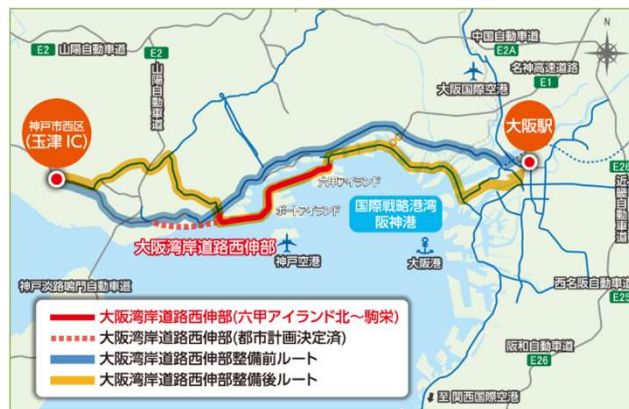 N
E2
山陽自動車道
E2
山陽自動車道
中国自動車道
E2A
名神高速道路
E1
大阪国際空港
神戸市西区
(玉津IC)
大阪駅
六甲アイランド
ポートアイランド
国際戦略港湾
阪神港
E26
近畿自動車道
大阪湾岸道路西伸部
神戸空港
大阪港
神戸淡路鳴門自動車道
西名阪自動車道
E25
大阪湾岸道路西伸部(六甲アイランド北〜駒栄)
大阪湾岸道路西伸部(都市計画決定済)
大阪湾岸道路西伸部整備前ルート
大阪湾岸道路西伸部整備後ルート
阪和自動車道
E26
至 関西国際空港